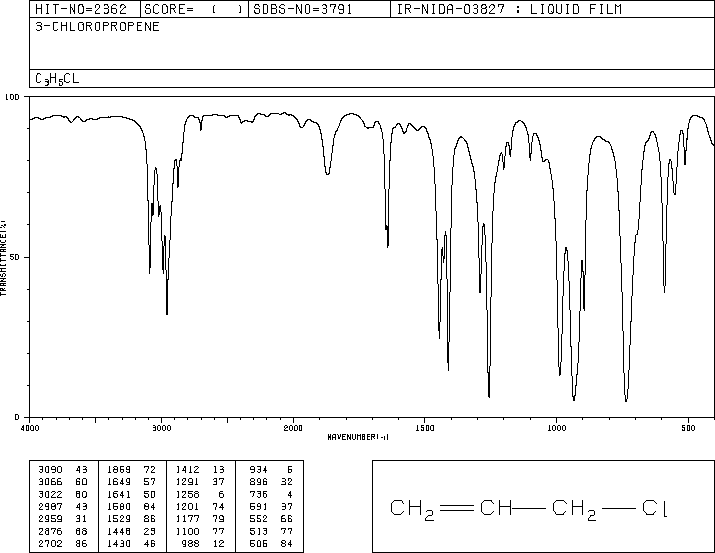 HIT-NO=2362 SCORE= ( ) SDBS-NO=3791 IR-NIDA-03827 : LIQUID FILM
3-CHLOROPROPENE
C3H5CL
100
50
0
TRANSMITTANCE(%)
4000 3000 2000 1500 1000 500
WAVENUMBER(-1)
3090 43 1869 72 1412 13 934 5
3066 60 1649 57 1291 37 896 32
3022 60 1641 50 1258 6 736 4
2987 43 1580 84 1201 74 591 37
2959 31 1529 86 1177 79 552 66
2876 68 1448 23 1100 77 513 77
2702 86 1430 46 988 12 506 84
CH2=CH—CH2—Cl